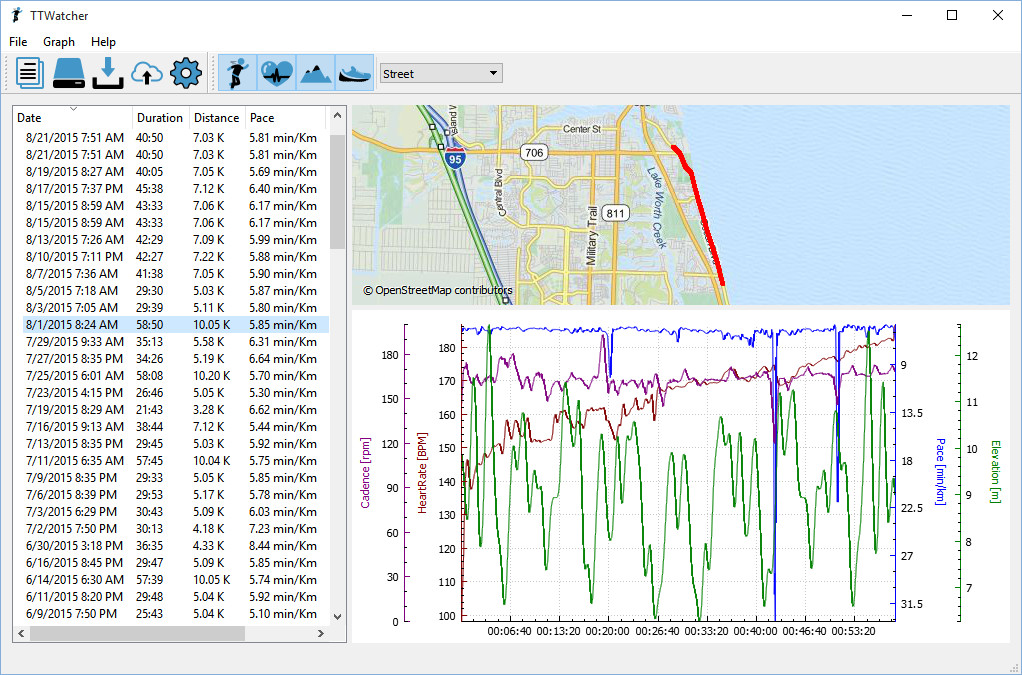 TTWatcher
File Graph Help
Street
Date Duration Distance Pace
8/21/2015 7:51 AM 40:50 7.03 K 5.81 min/Km
8/21/2015 7:51 AM 40:50 7.03 K 5.81 min/Km
8/19/2015 8:27 AM 40:05 7.05 K 5.69 min/Km
8/17/2015 7:37 PM 45:38 7.12 K 6.40 min/Km
8/15/2015 8:59 AM 43:33 7.06 K 6.17 min/Km
8/15/2015 8:59 AM 43:33 7.06 K 6.17 min/Km
8/13/2015 7:26 AM 42:29 7.09 K 5.99 min/Km
8/10/2015 7:11 PM 42:27 7.22 K 5.88 min/Km
8/7/2015 7:36 AM 41:38 7.05 K 5.90 min/Km
8/5/2015 7:18 AM 29:30 5.03 K 5.87 min/Km
8/3/2015 7:05 AM 29:39 5.11 K 5.80 min/Km
8/1/2015 8:24 AM 58:50 10.05 K 5.85 min/Km
7/29/2015 9:33 AM 35:13 5.58 K 6.31 min/Km
7/27/2015 8:35 PM 34:26 5.19 K 6.64 min/Km
7/25/2015 6:01 AM 58:08 10.20 K 5.70 min/Km
7/23/2015 4:15 PM 26:46 5.05 K 5.30 min/Km
7/19/2015 8:29 AM 21:43 3.28 K 6.62 min/Km
7/16/2015 9:13 AM 38:44 7.12 K 5.44 min/Km
7/13/2015 8:35 PM 29:45 5.03 K 5.92 min/Km
7/11/2015 6:35 AM 57:45 10.04 K 5.75 min/Km
7/9/2015 8:35 PM 29:33 5.05 K 5.85 min/Km
7/6/2015 8:39 PM 29:53 5.17 K 5.78 min/Km
7/3/2015 6:29 PM 30:43 5.09 K 6.03 min/Km
7/2/2015 7:50 PM 30:13 4.18 K 7.23 min/Km
6/30/2015 3:18 PM 36:35 4.33 K 8.44 min/Km
6/16/2015 8:45 PM 29:47 5.09 K 5.85 min/Km
6/14/2015 6:30 AM 57:39 10.05 K 5.74 min/Km
6/11/2015 8:20 PM 29:48 5.04 K 5.92 min/Km
6/9/2015 7:50 PM 25:43 5.04 K 5.10 min/Km
Center St
706
95
Central Blvd
Lake Worth Creek
811
Military Trail
© OpenStreetMap contributors
Cadence [rpm]
180
150
120
90
60
30
0
HeartRate [BPM]
180
170
160
150
140
130
120
110
100
9
13.5
18
22.5
27
31.5
Pace [min/km]
12
11
10
9
8
7
Elevation [m]
00:06:40 00:13:20 00:20:00 00:26:40 00:33:20 00:40:00 00:46:40 00:53:20